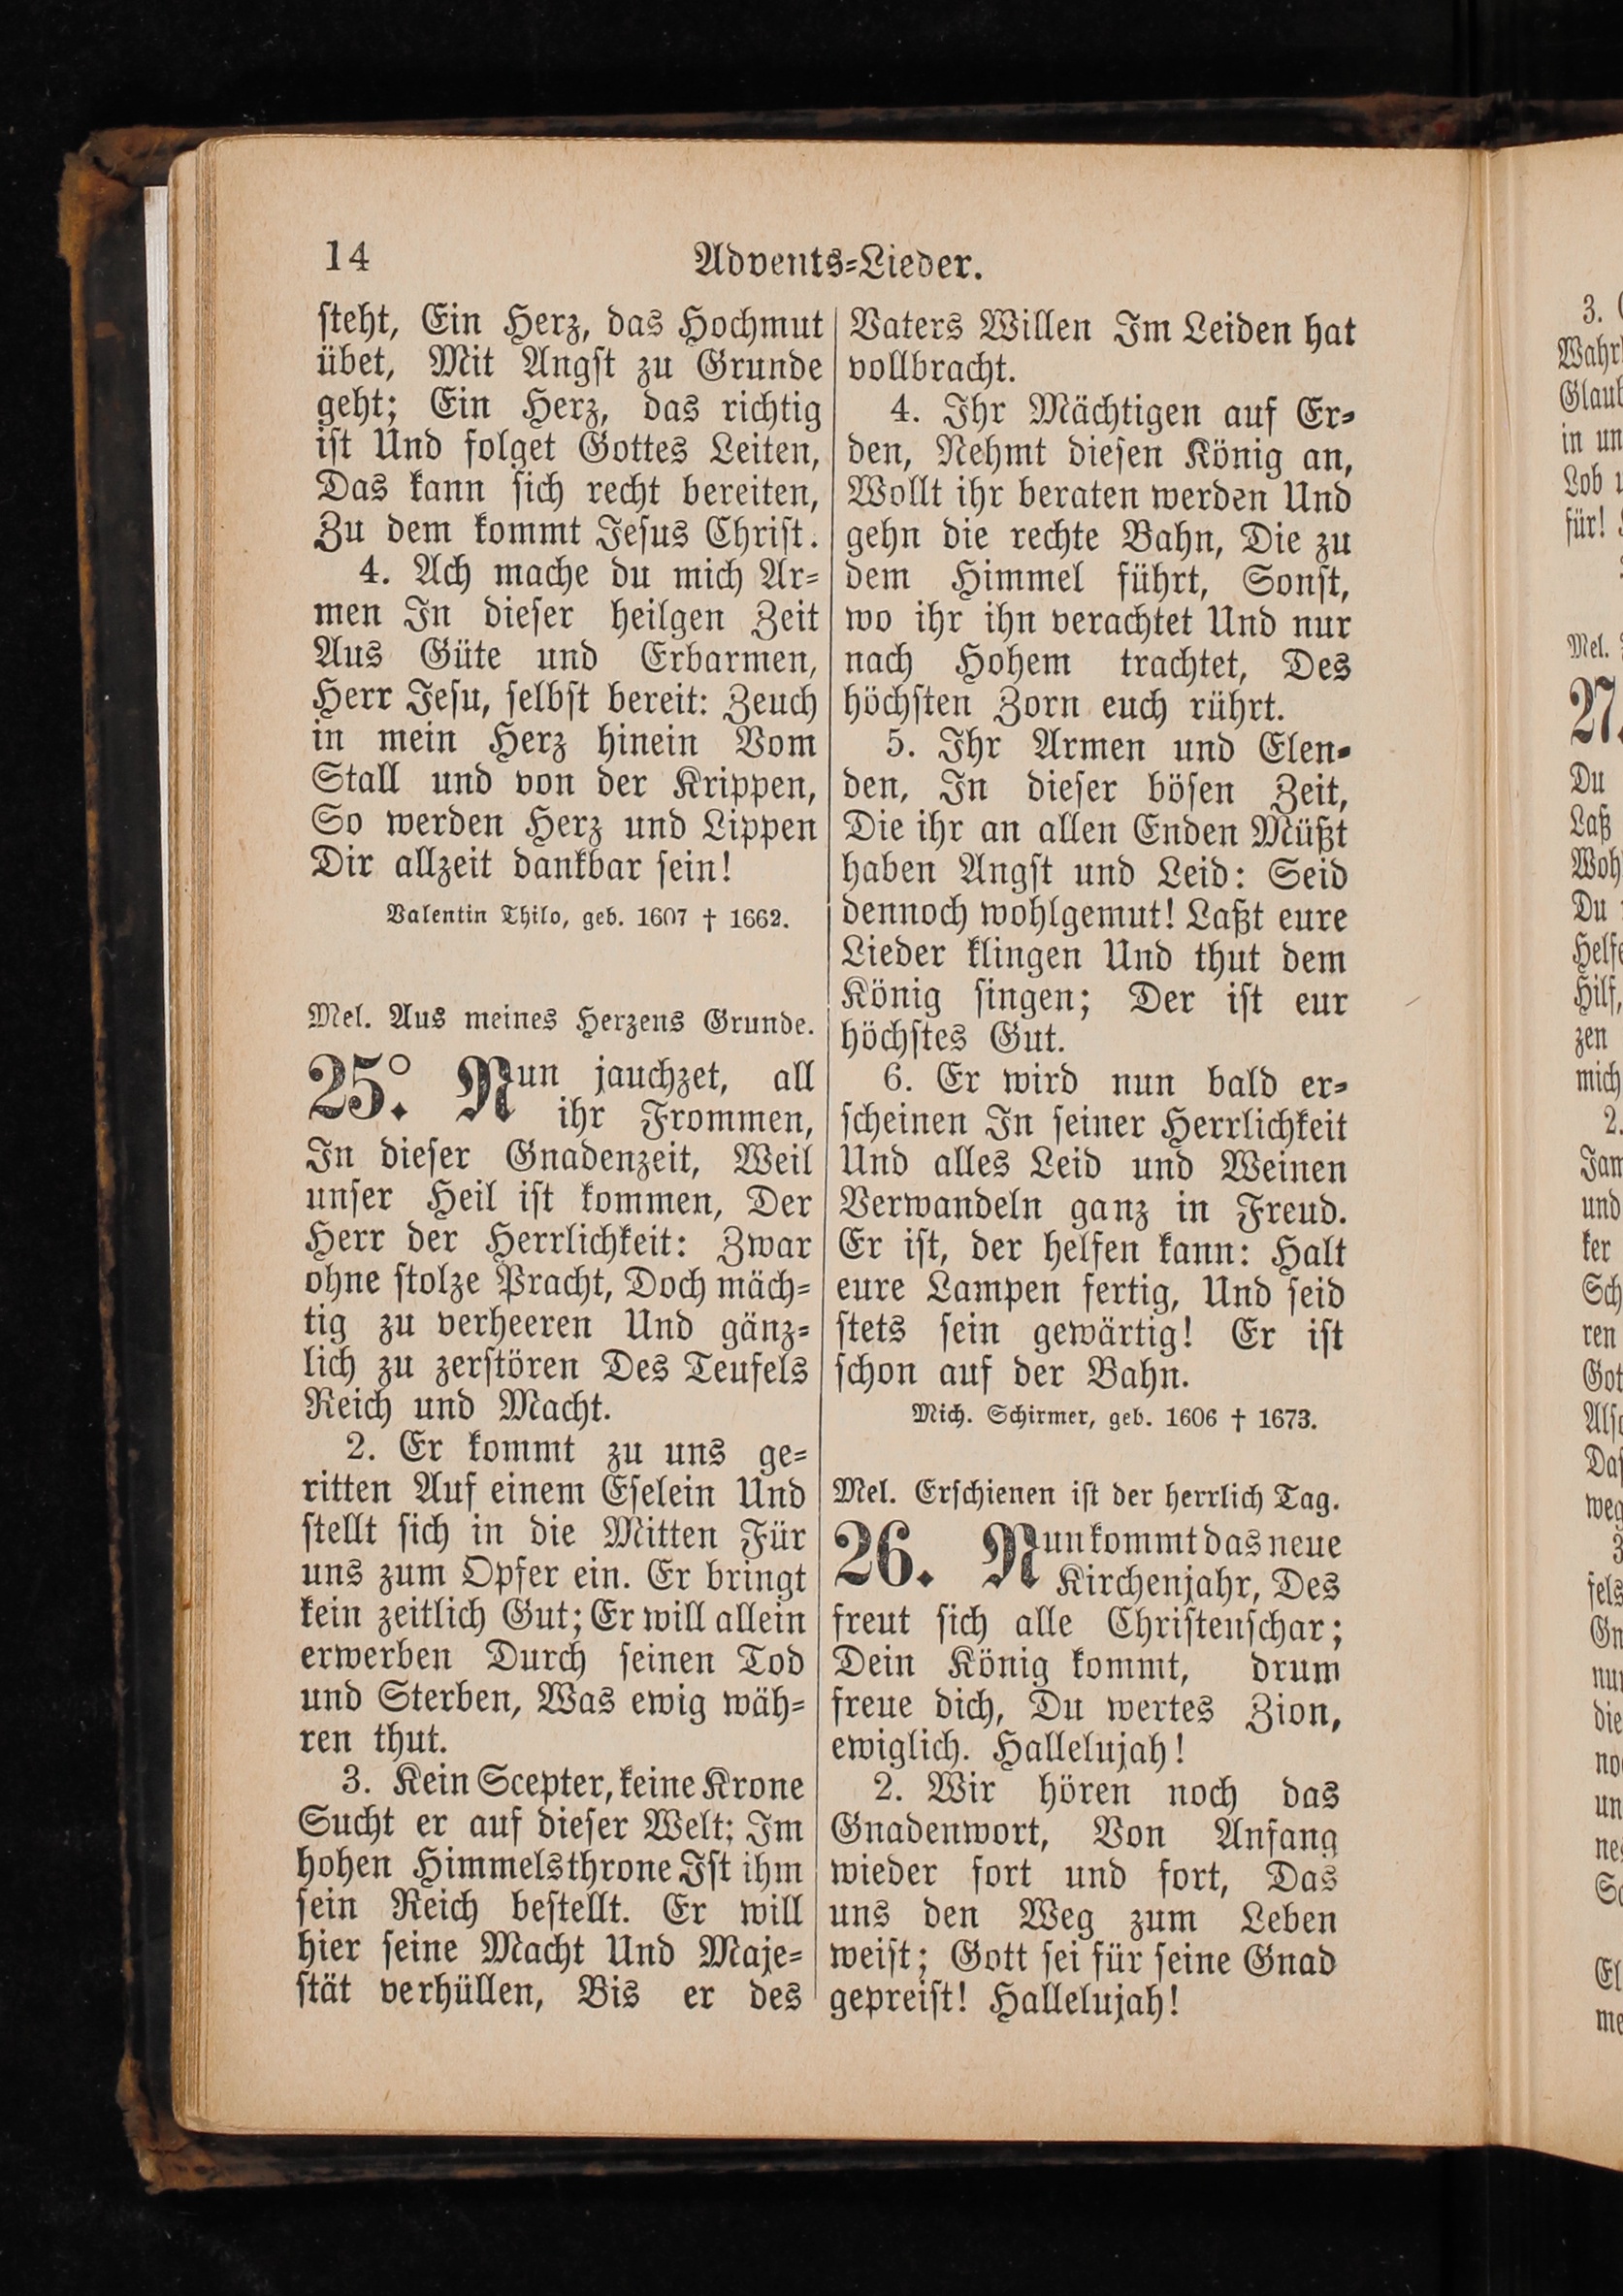 14
Advents-Lieder.
steht, Ein Herz, das Hochmut
übet, Mit Angst zu Grunde
geht; Ein Herz, das richtig
ist Und folget Gottes Leiten,
Das kann sich recht bereiten,
Zu dem kommt Jesus Christ.
4. Ach mache du mich Ar-
men In dieser heilgen Zeit
Aus Güte und Erbarmen,
Herr Jesu, selbst bereit: Zeuch
in mein Herz hinein Vom
Stall und von der Krippen,
So werden Herz und Lippen
Dir allzeit dankbar sein!
Valentin Thilo, geb. 1607 † 1662.
Mel. Aus meines Herzens Grunde.
25.° Nun jauchzet, all
ihr Frommen,
In dieser Gnadenzeit, Weil
unser Heil ist kommen, Der
Herr der Herrlichkeit: Zwar
ohne stolze Pracht, Doch mäch-
tig zu verheeren Und gänz-
lich zu zerstören Des Teufels
Reich und Macht.
2. Er kommt zu uns ge-
ritten Auf einem Eselein Und
stellt sich in die Mitten Für
uns zum Opfer ein. Er bringt
kein zeitlich Gut; Er will allein
erwerben Durch seinen Tod
und Sterben, Was ewig wäh-
ren thut.
3. Kein Scepter, keine Krone
Sucht er auf dieser Welt; Im
hohen Himmelsthrone Ist ihm
sein Reich bestellt. Er will
hier seine Macht Und Maje-
stät verhüllen, Bis er des
Vaters Willen Im Leiden hat
vollbracht.
4. Ihr Mächtigen auf Er-
den, Nehmt diesen König an,
Wollt ihr beraten werden Und
gehn die rechte Bahn, Die zu
dem Himmel führt, Sonst,
wo ihr ihn verachtet Und nur
nach Hohem trachtet, Des
höchsten Zorn euch rührt.
5. Ihr Armen und Elen-
den, In dieser bösen Zeit,
Die ihr an allen Enden Müßt
haben Angst und Leid: Seid
dennoch wohlgemut! Laßt eure
Lieder klingen Und thut dem
König singen; Der ist eur
höchstes Gut.
6. Er wird nun bald er-
scheinen In seiner Herrlichkeit
Und alles Leid und Weinen
Verwandeln ganz in Freud.
Er ist, der helfen kann: Halt
eure Lampen fertig, Und seid
stets sein gewärtig! Er ist
schon auf der Bahn.
Mich. Schirmer, geb. 1606 † 1673.
Mel. Erschienen ist der herrlich Tag.
26. Nun kommt das neue
Kirchenjahr, Des
freut sich alle Christenschar;
Dein König kommt, drum
freue dich, Du wertes Zion,
ewiglich. Hallelujah!
2. Wir hören noch das
Gnadenwort, Von Anfang
wieder fort und fort, Das
uns den Weg zum Leben
weist; Gott sei für seine Gnad
gepreist! Hallelujah!
3.
in
Lob
für!
Mel.
27.
Du
Laß
Du
Hilf,
zen
mich
2.
und
ren